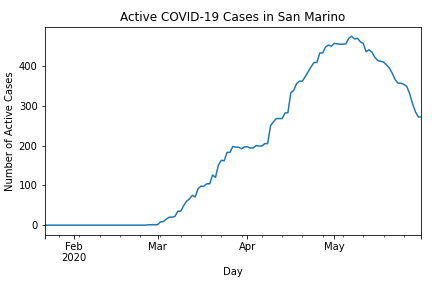 Active COVID-19 Cases in San Marino
Number of Active Cases
400
300
200
100
0
Feb
2020
Mar
Apr
May
Day